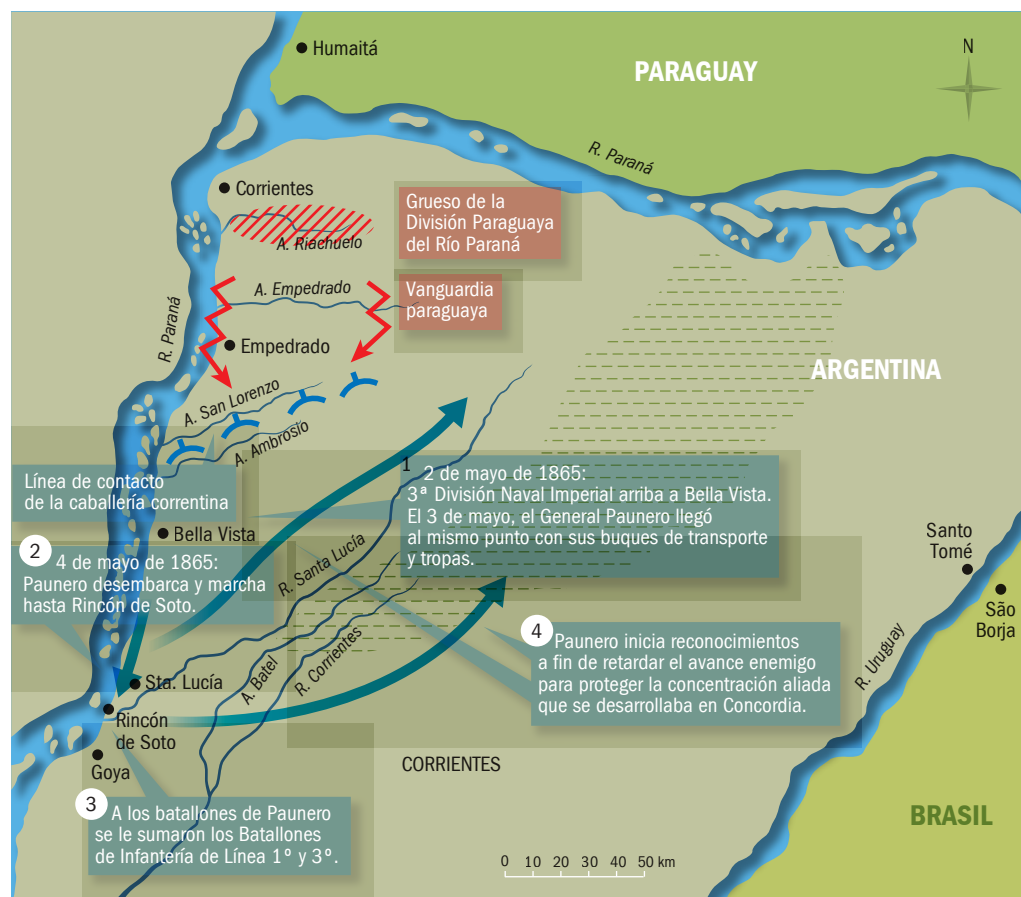 Humaitá
PARAGUAY
N
R. Paraná
Corrientes
A. Riachuelo
Grueso de la
División Paraguaya
del Río Paraná
A. Empedrado
Vanguardia
paraguaya
R. Paraná
Empedrado
ARGENTINA
A. San Lorenzo
A. Ambrosio
Línea de contacto
de la caballería correntina
1
2 de mayo de 1865:
3ª División Naval Imperial arriba a Bella Vista.
El 3 de mayo, el General Paunero llegó
al mismo punto con sus buques de transporte
y tropas.
Bella Vista
2
4 de mayo de 1865:
Paunero desembarca y marcha
hasta Rincón de Soto.
R. Santa Lucía
Santo
Tomé
São
Borja
4
Paunero inicia reconocimientos
a fin de retardar el avance enemigo
para proteger la concentración aliada
que se desarrollaba en Concordia.
A. Batel
R. Corrientes
R. Uruguay
Sta. Lucía
Rincón
de Soto
Goya
CORRIENTES
3
A los batallones de Paunero
se le sumaron los Batallones
de Infantería de Línea 1º y 3º.
BRASIL
0 10 20 30 40 50 km